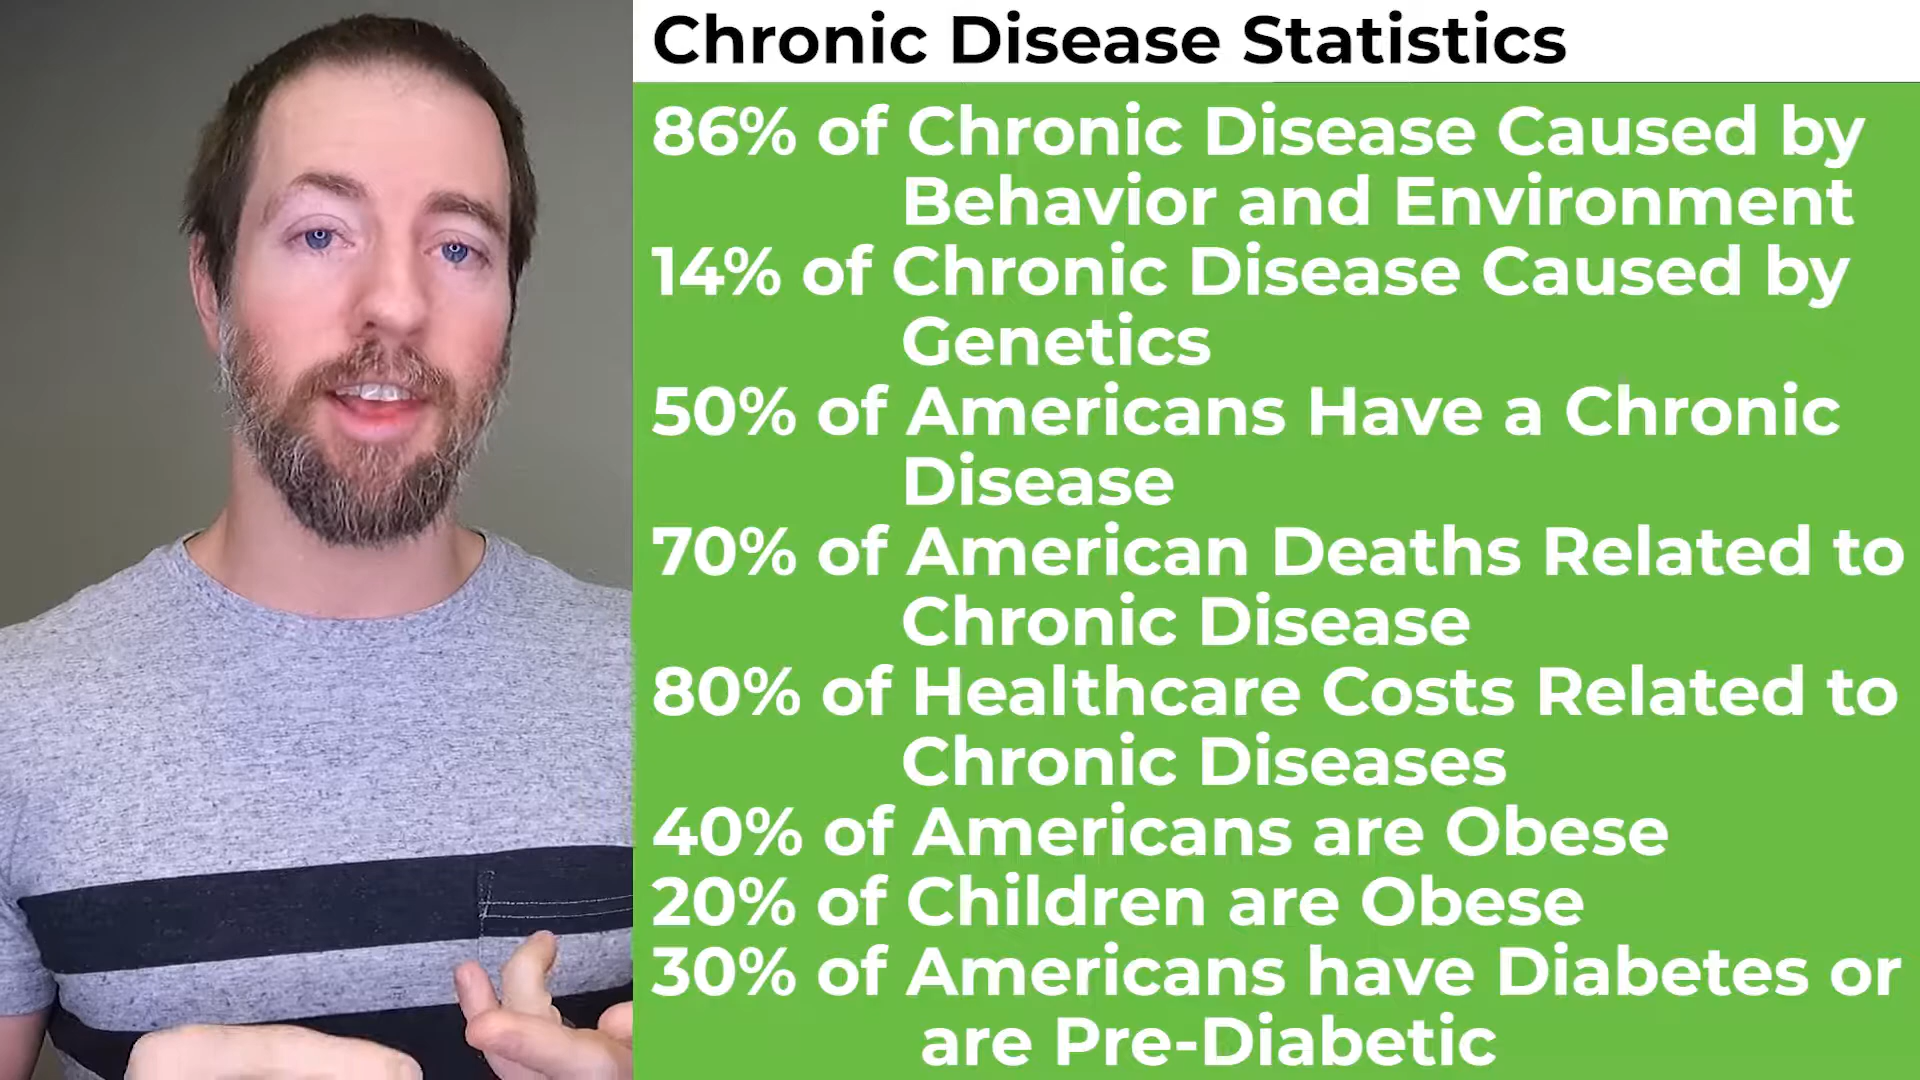 Chronic Disease Statistics
86% of Chronic Disease Caused by
Behavior and Environment
14% of Chronic Disease Caused by
Genetics
50% of Americans Have a Chronic
Disease
70% of American Deaths Related to
Chronic Disease
80% of Healthcare Costs Related to
Chronic Diseases
40% of Americans are Obese
20% of Children are Obese
30% of Americans have Diabetes or
are Pre-Diabetic